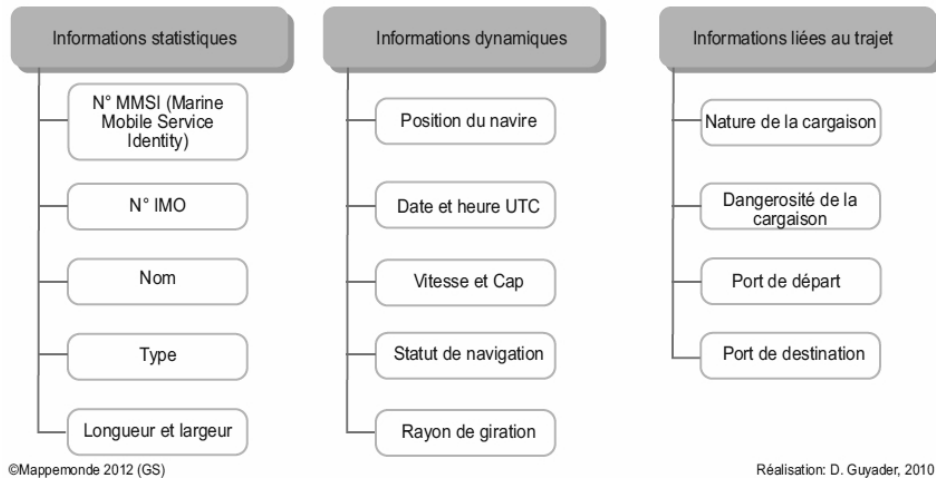 Informations statistiques
N° MMSI (Marine
Mobile Service
Identity)
N° IMO
Nom
Type
Longueur et largeur
Informations dynamiques
Position du navire
Date et heure UTC
Vitesse et Cap
Statut de navigation
Rayon de giration
Informations liées au trajet
Nature de la cargaison
Dangerosité de la
cargaison
Port de départ
Port de destination
©Mappemonde 2012 (GS)
Réalisation: D. Guyader, 2010